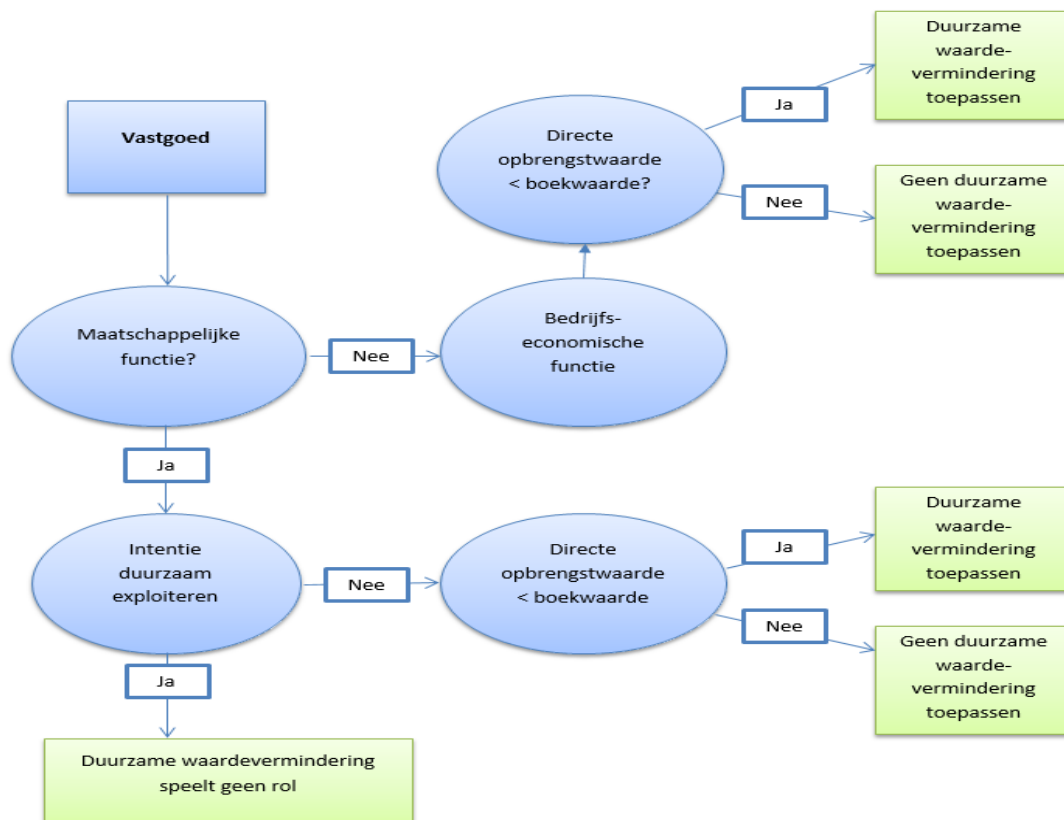 Vastgoed
Maatschappelijke
functie?
Nee
Bedrijfs-
economische
functie
Directe
opbrengstwaarde
< boekwaarde?
Ja
Duurzame
waarde-
vermindering
toepassen
Nee
Geen duurzame
waarde-
vermindering
toepassen
Ja
Intentie
duurzaam
exploiteren
Nee
Directe
opbrengstwaarde
< boekwaarde
Ja
Duurzame
waarde-
vermindering
toepassen
Nee
Geen duurzame
waarde-
vermindering
toepassen
Ja
Duurzame waardevermindering
speelt geen rol